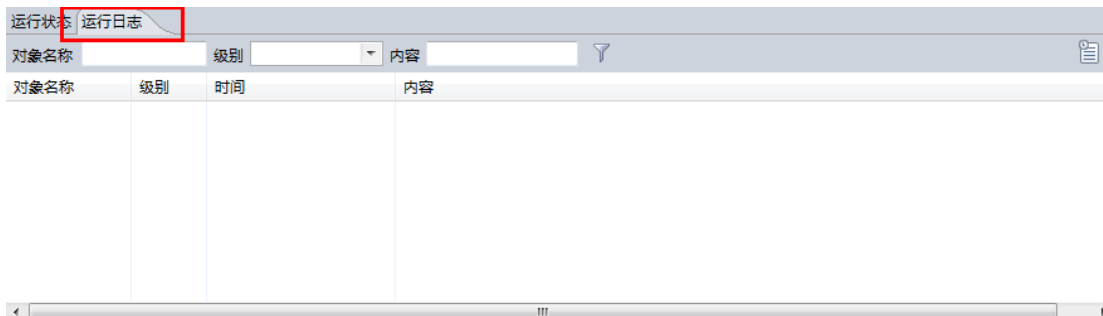 运行状态 运行日志
对象名称 级别 内容
对象名称 级别 时间 内容